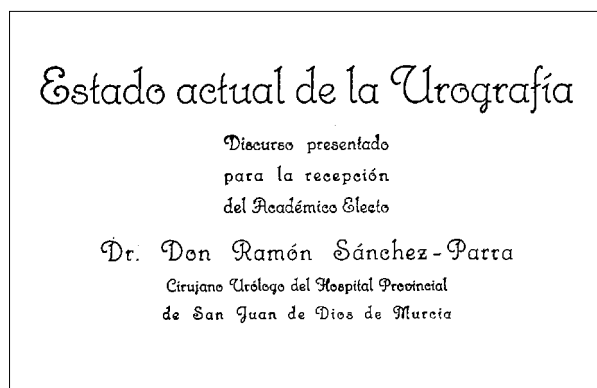 Estado actual de la Urografía
Discurso presentado
para la recepción
del Académico Electo
Dr. Don Ramón Sánchez-Parra
Cirujano Urólogo del Hospital Provincial
de San Juan de Dios de Murcia